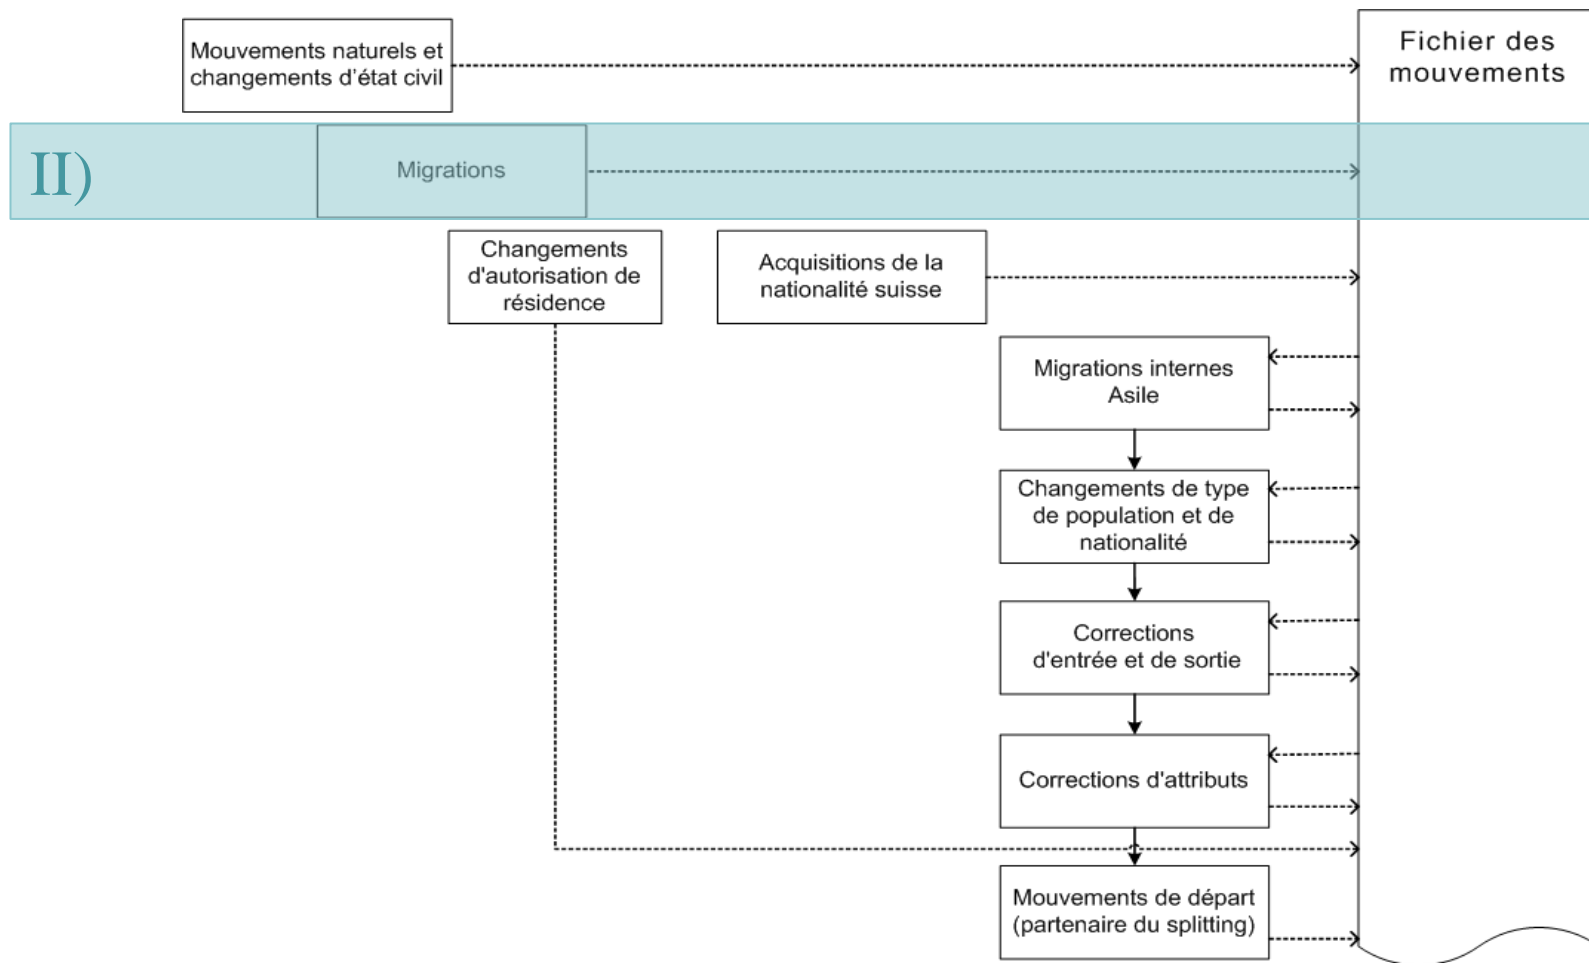 Mouvements naturels et
changements d'état civil
Fichier des
mouvements
II)
Migrations
Changements
d'autorisation de
résidence
Acquisitions de la
nationalité suisse
Migrations internes
Asile
Changements de type
de population et de
nationalité
Corrections
d'entrée et de sortie
Corrections d'attributs
Mouvements de départ
(partenaire du splitting)